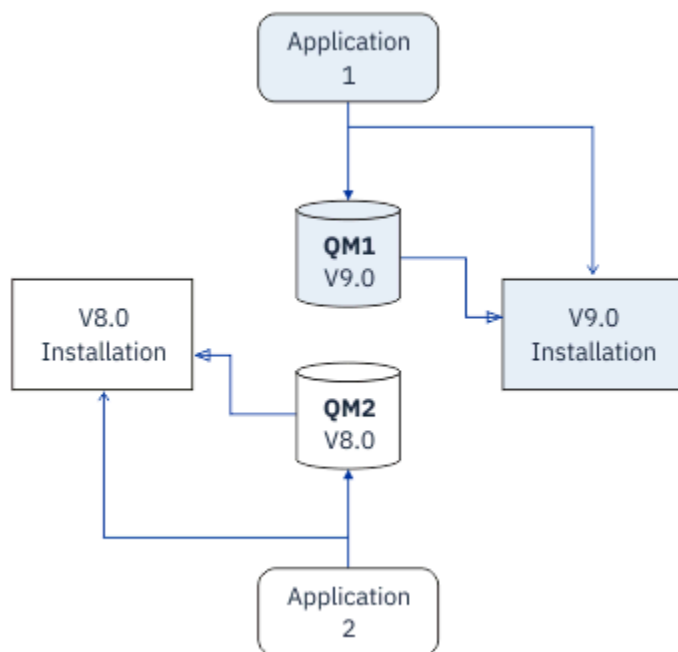 Application
1
QM1
V9.0
V8.0
Installation
V9.0
Installation
QM2
V8.0
Application
2